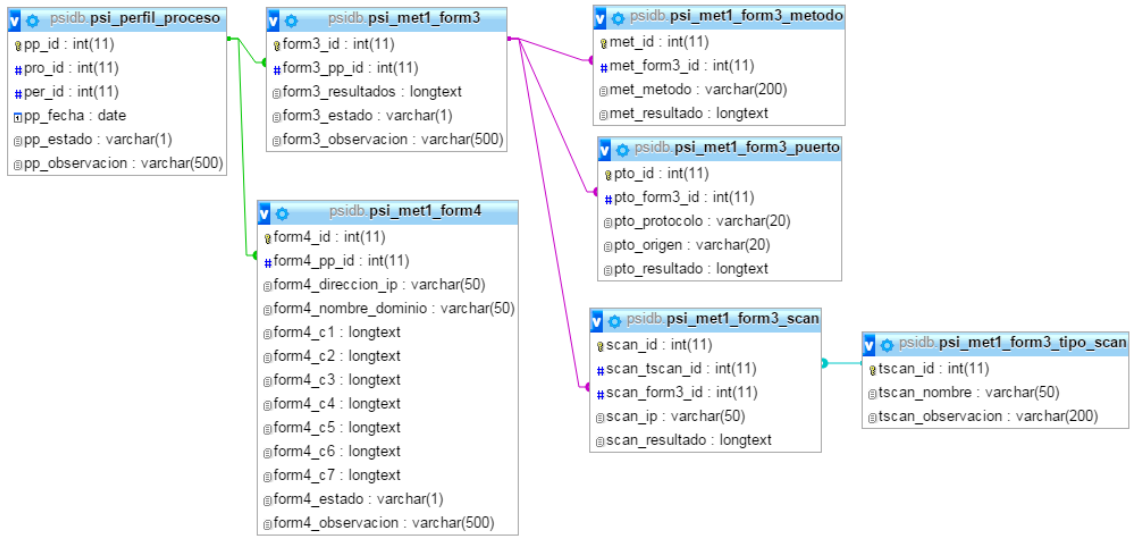 psidb.psi_perfil_proceso
pp_id : int(11)
pro_id : int(11)
per_id : int(11)
pp_fecha : date
pp_estado : varchar(1)
pp_observacion : varchar(500)
psidb.psi_met1_form3
form3_id : int(11)
form3_pp_id : int(11)
form3_resultados : longtext
form3_estado : varchar(1)
form3_observacion : varchar(500)
psidb.psi_met1_form3_metodo
met_id : int(11)
met_form3_id : int(11)
met_metodo : varchar(200)
met_resultado : longtext
psidb.psi_met1_form3_puerto
pto_id : int(11)
pto_form3_id : int(11)
pto_protocolo : varchar(20)
pto_origen : varchar(20)
pto_resultado : longtext
psidb.psi_met1_form4
form4_id : int(11)
form4_pp_id : int(11)
form4_direccion_ip : varchar(50)
form4_nombre_dominio : varchar(50)
form4_c1 : longtext
form4_c2 : longtext
form4_c3 : longtext
form4_c4 : longtext
form4_c5 : longtext
form4_c6 : longtext
form4_c7 : longtext
form4_estado : varchar(1)
form4_observacion : varchar(500)
psidb.psi_met1_form3_scan
scan_id : int(11)
scan_tscan_id : int(11)
scan_form3_id : int(11)
scan_ip : varchar(50)
scan_resultado : longtext
psidb.psi_met1_form3_tipo_scan
tscan_id : int(11)
tscan_nombre : varchar(50)
tscan_observacion : varchar(200)